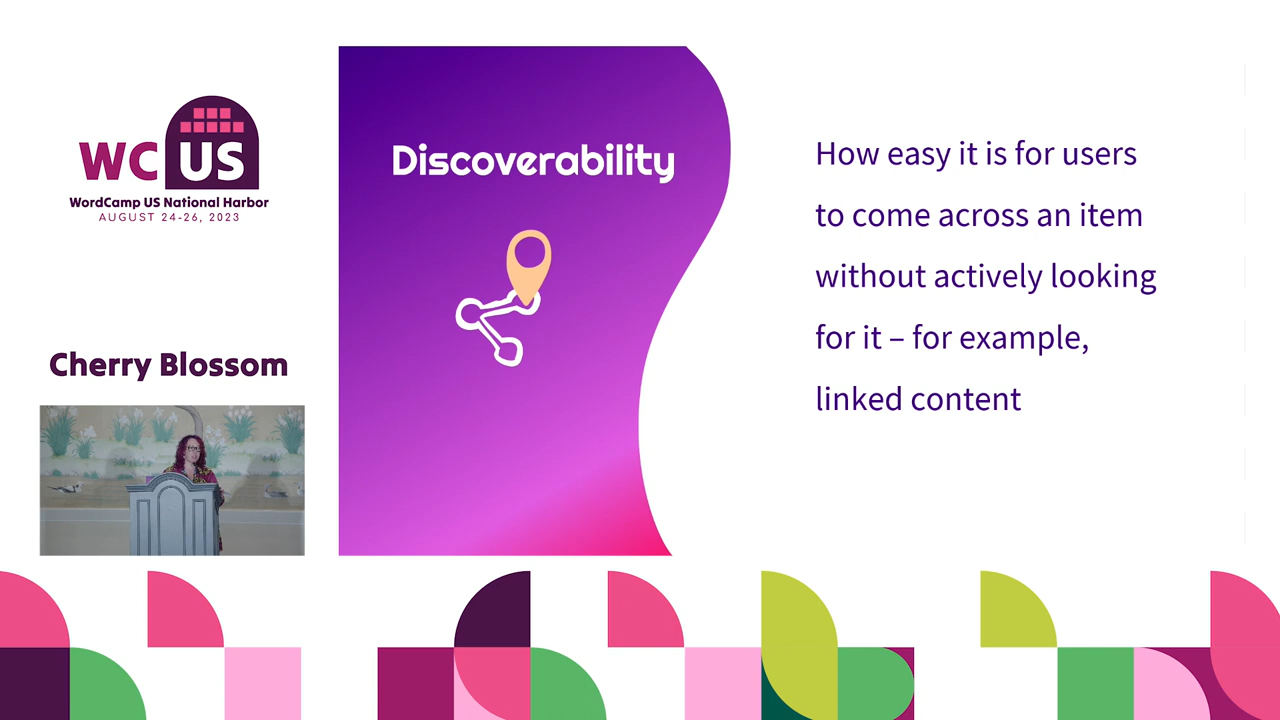 WC US
WordCamp US National Harbor
AUGUST 24-26, 2023
Cherry Blossom
Discoverability
How easy it is for users
to come across an item
without actively looking
for it – for example,
linked content